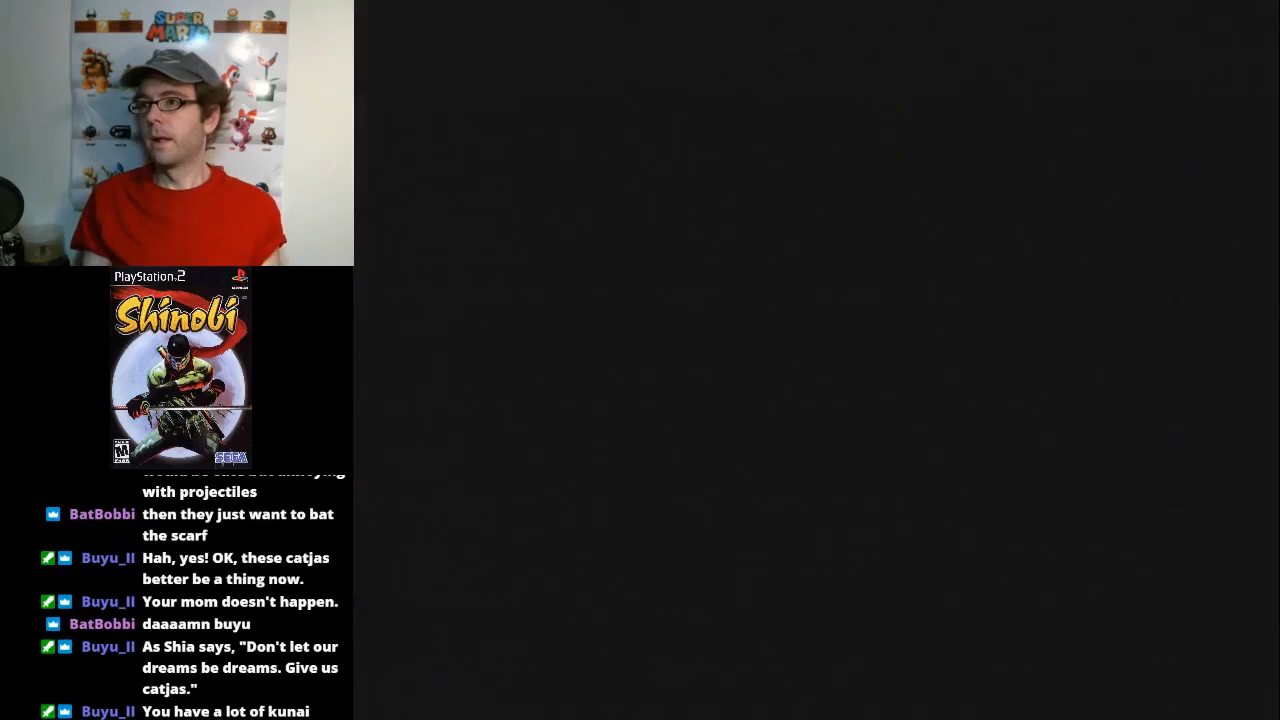 SUPER
MARIO
PlayStation 2
Shinobi
SEGA
with projectiles
BatBobbi then they just want to bat
the scarf
Buyu_II Hah, yes! OK, these catjas
better be a thing now.
Buyu_II Your mom doesn't happen.
BatBobbi daaaamn buyu
Buyu_II As Shia says, "Don't let our
dreams be dreams. Give us
catjas."
Buyu_II You have a lot of kunai